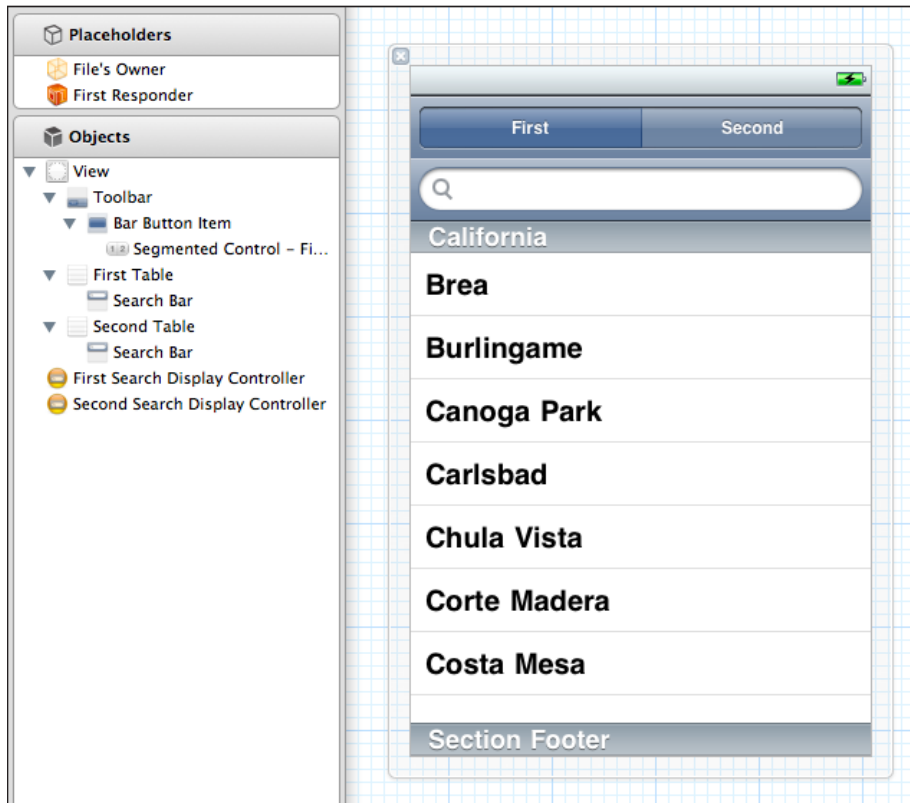 Placeholders
File's Owner
First Responder
Objects
View
Toolbar
Bar Button Item
1 2 Segmented Control – Fi...
First Table
Search Bar
Second Table
Search Bar
First Search Display Controller
Second Search Display Controller
First Second
California
Brea
Burlingame
Canoga Park
Carlsbad
Chula Vista
Corte Madera
Costa Mesa
Section Footer